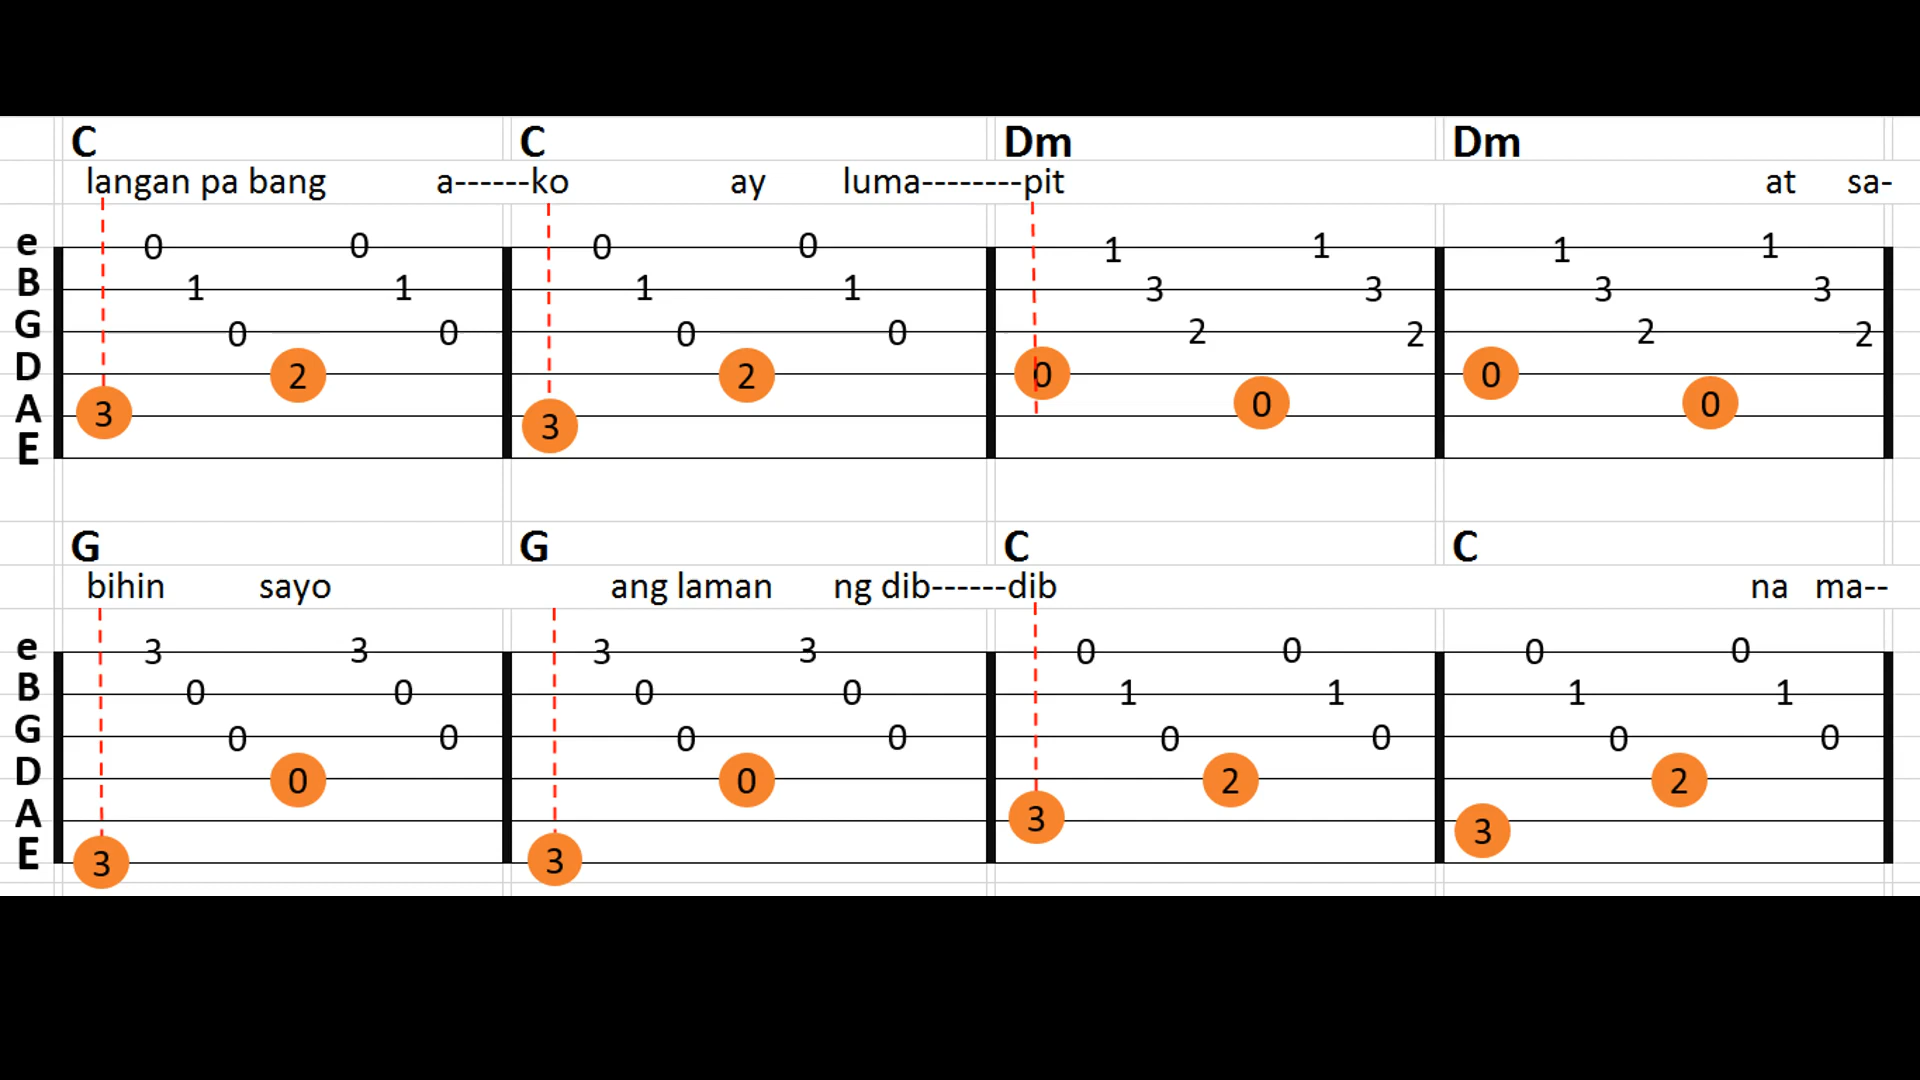 C C Dm Dm
langan pa bang a------ko ay luma--------pit at sa-
e 0 0 0 0 1 1 1 1
B 1 1 1 1 3 3 3 3
G 0 0 0 0 2 2 2 2
D 2 2 0 0
A 3 3 0 0
E
G G C C
bihin sayo ang laman ng dib------dib na ma--
e 3 3 3 3 0 0 0 0
B 0 0 0 0 1 1 1 1
G 0 0 0 0 0 0 0 0
D 0 0 2 2
A 3 3
E 3 3